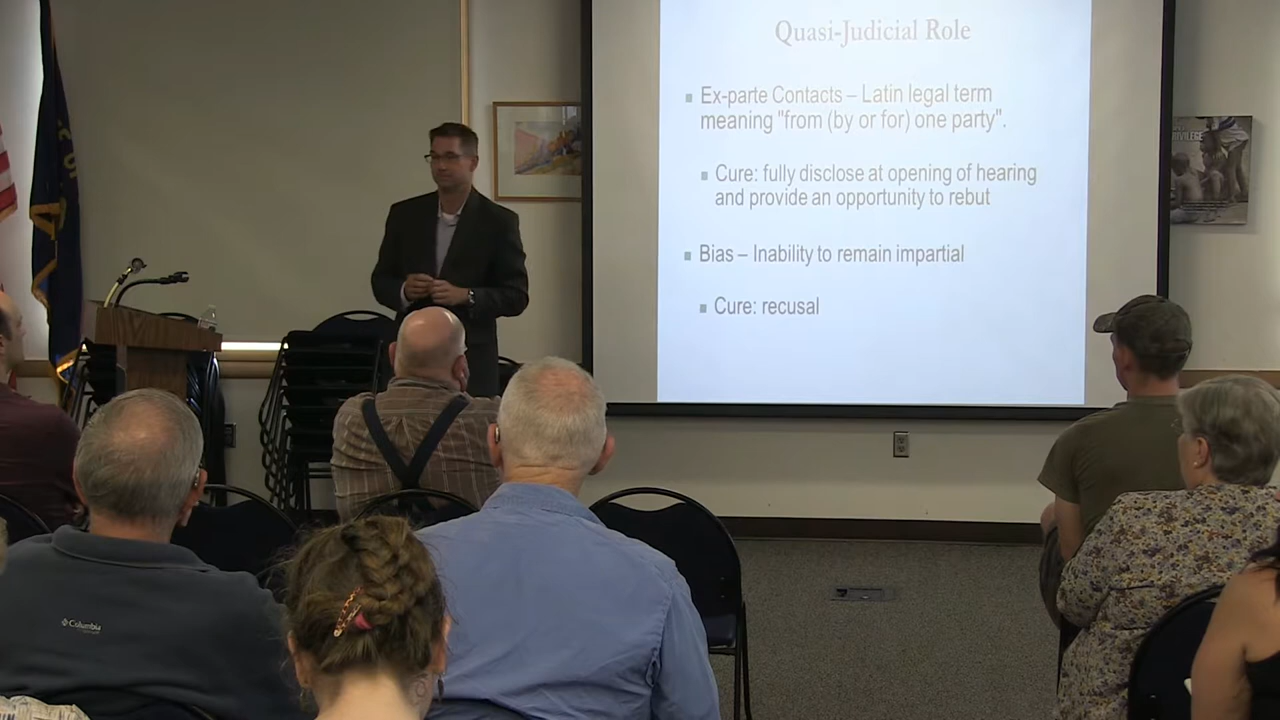 Quasi-Judicial Role
Ex-parte Contacts – Latin legal term
meaning "from (by or for) one party".
Cure: fully disclose at opening of hearing
and provide an opportunity to rebut
Bias – Inability to remain impartial
Cure: recusal
Columbia